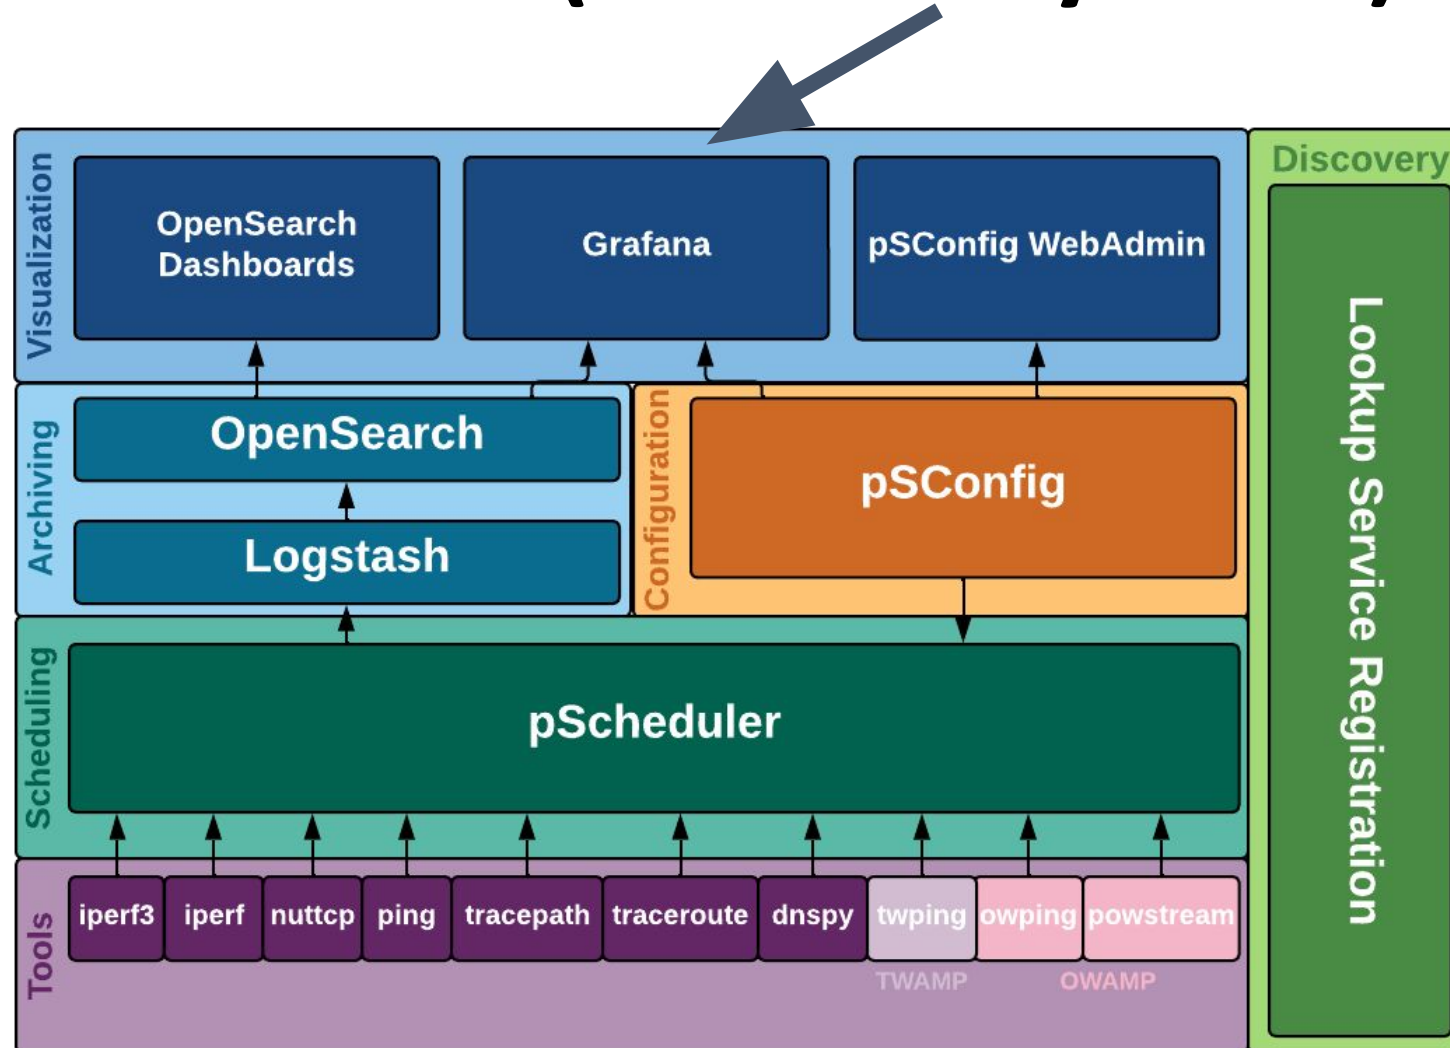 Visualization
OpenSearch
Dashboards
Grafana
pSConfig WebAdmin
Discovery
Lookup Service Registration
Archiving
OpenSearch
Logstash
Configuration
pSConfig
Scheduling
pScheduler
Tools
iperf3
iperf
nuttcp
ping
tracepath
traceroute
dnspy
twping
owping
powstream
TWAMP
OWAMP